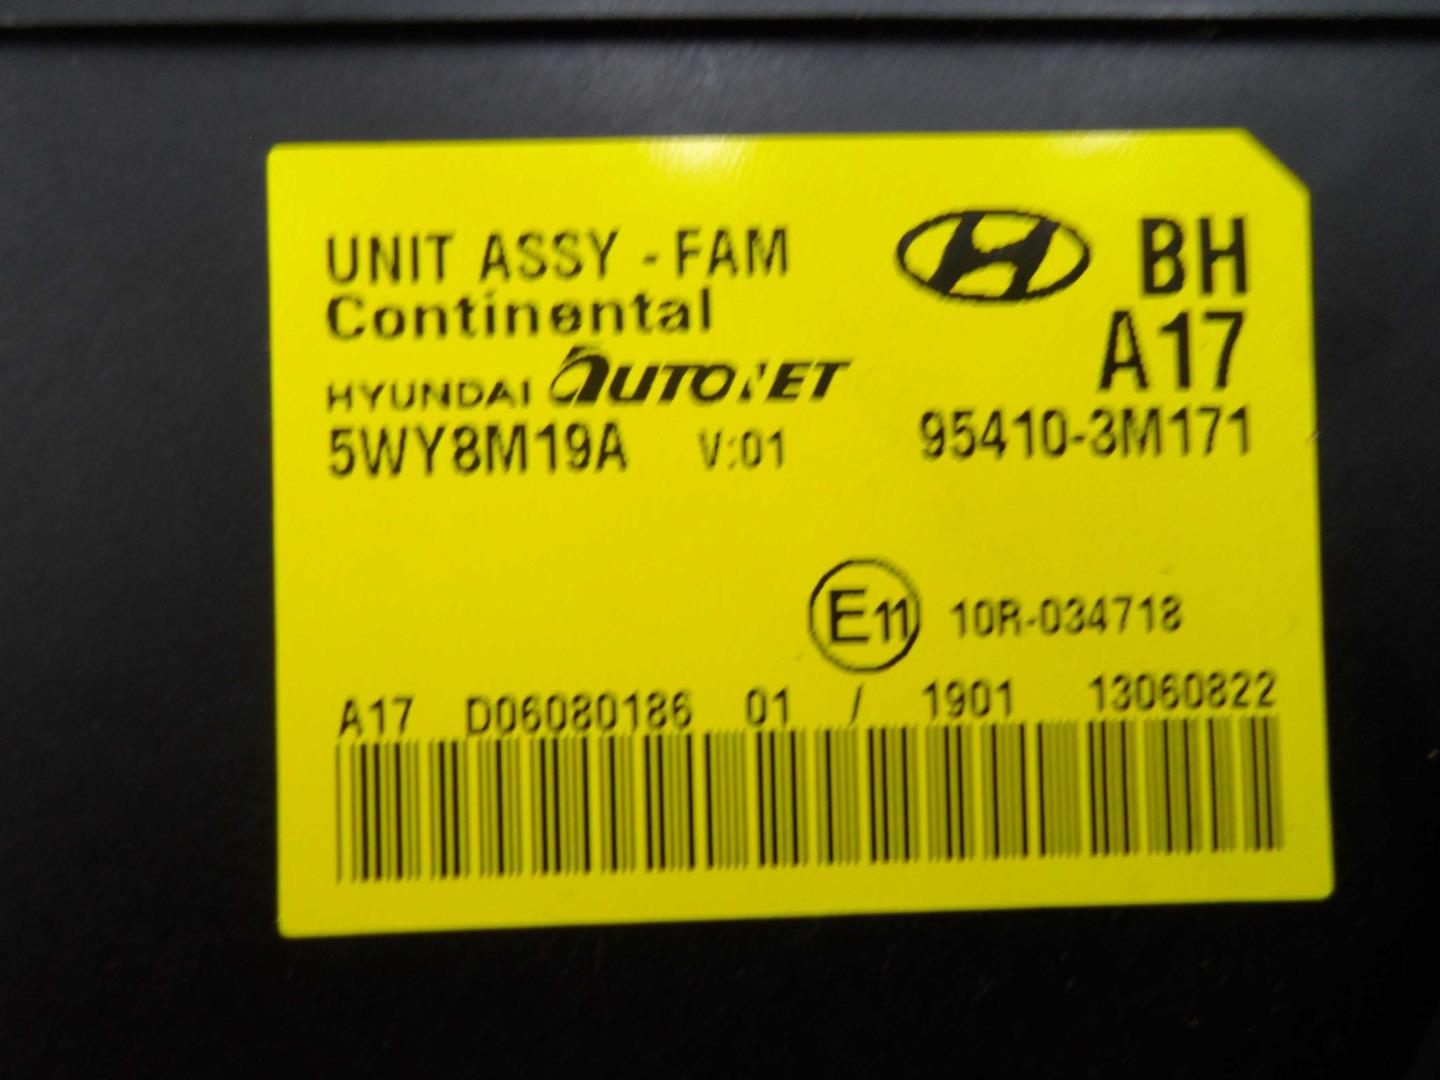 UNIT ASSY - FAM
BH
Continental
A17
HYUNDAI AUTONET
5WY8M19A V:01 95410-3M171
E11 10R-034718
A17 D06080186 01 / 1901 13060822